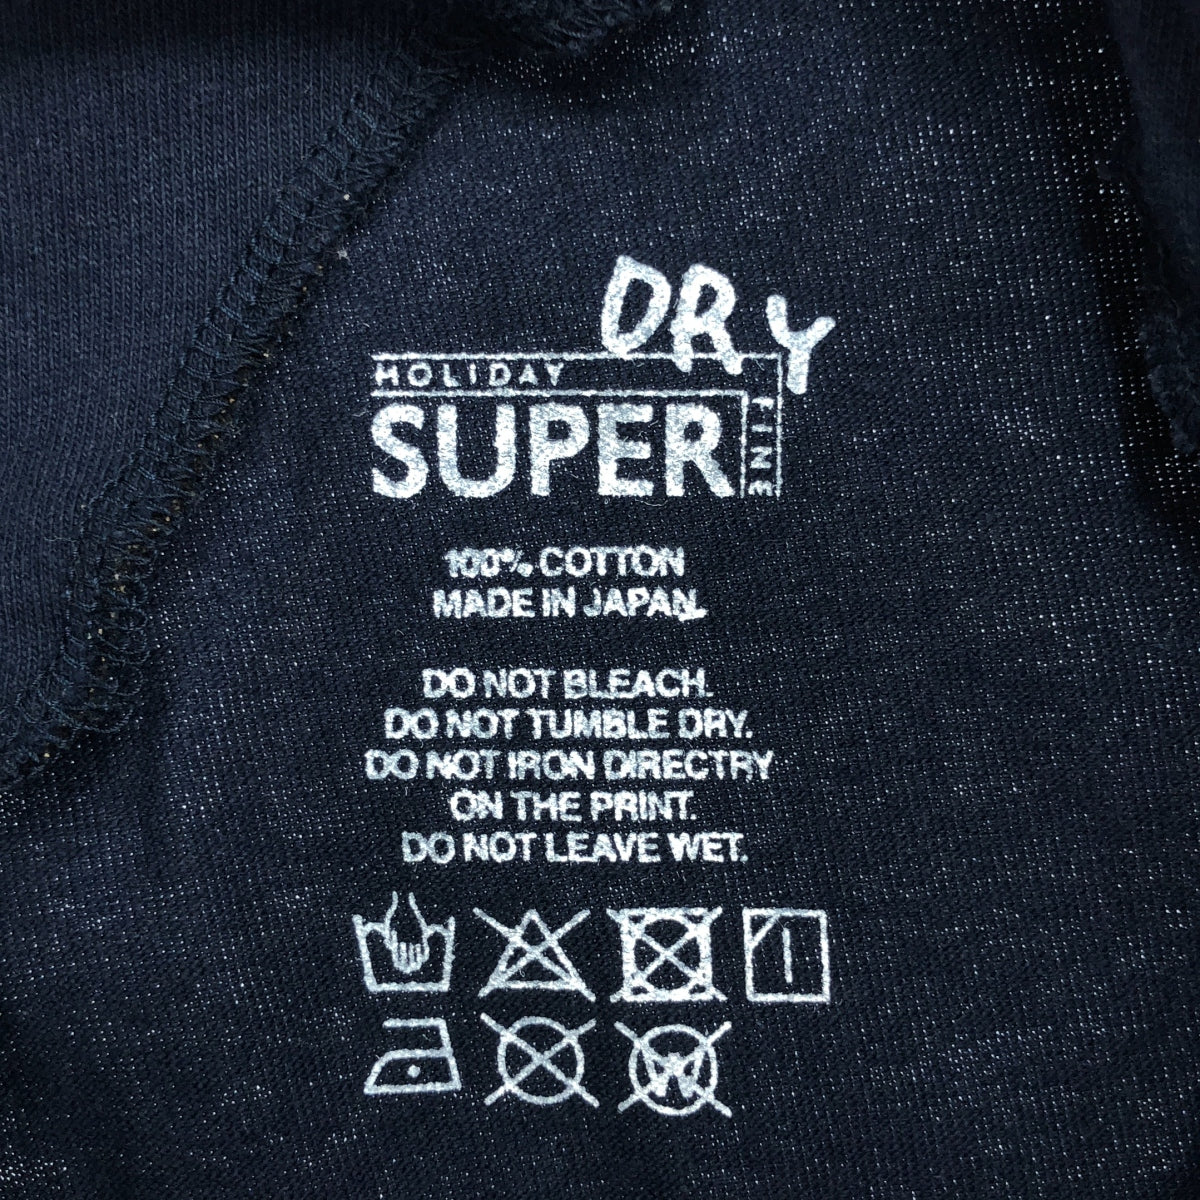 DRY
HOLIDAY
SUPER
FINE
100% COTTON
MADE IN JAPAN.
DO NOT BLEACH.
DO NOT TUMBLE DRY.
DO NOT IRON DIRECTRY
ON THE PRINT.
DO NOT LEAVE WET.
W